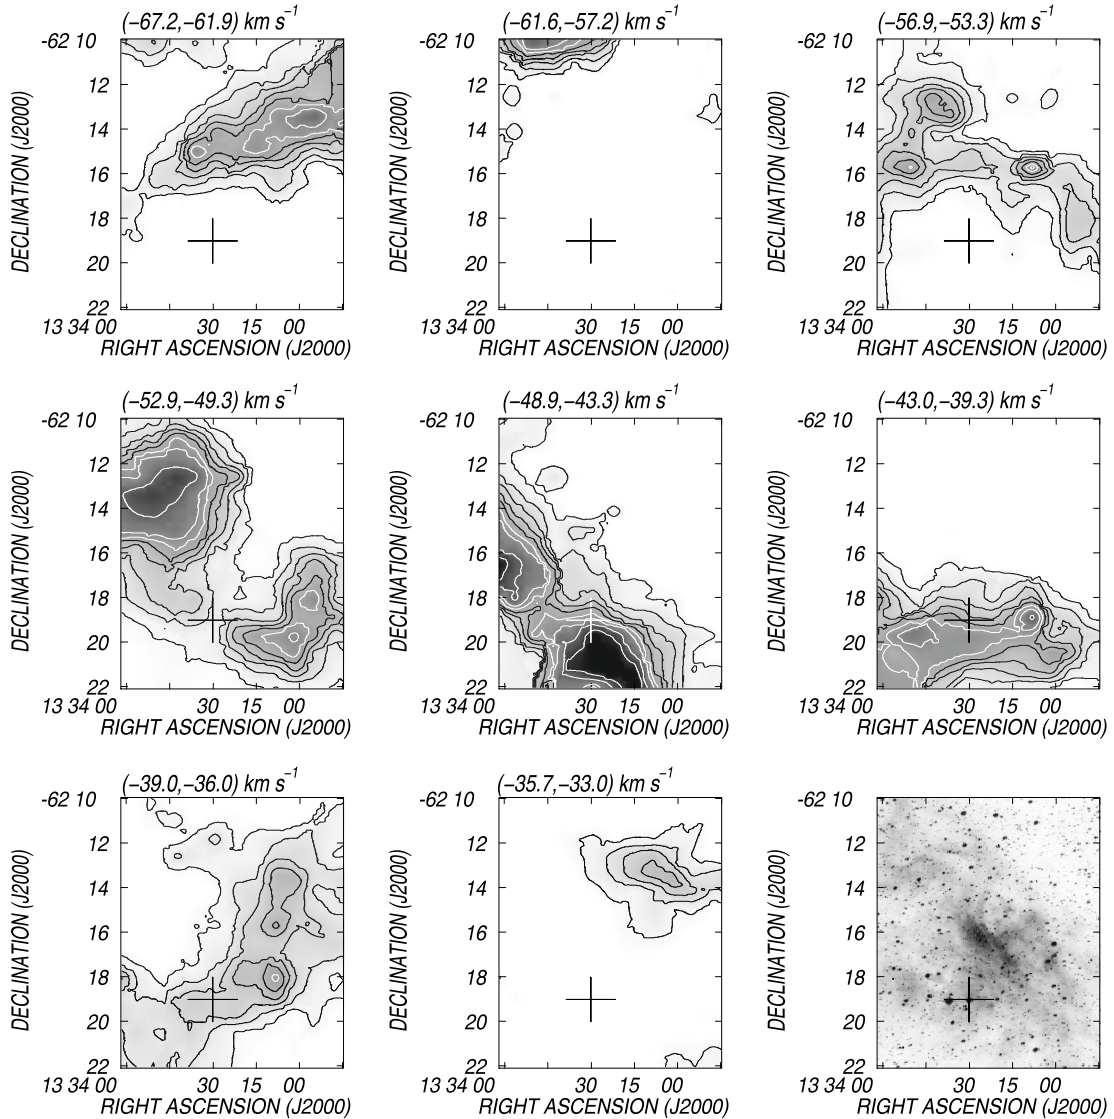 (−67.2,−61.9) km s⁻¹ (−61.6,−57.2) km s⁻¹ (−56.9,−53.3) km s⁻¹
-62 10 -62 10 -62 10
12 12 12
14 14 14
16 16 16
18 18 18
20 20 20
22 22 22
DECLINATION (J2000) DECLINATION (J2000) DECLINATION (J2000)
13 34 00 30 15 00 13 34 00 30 15 00 13 34 00 30 15 00
RIGHT ASCENSION (J2000) RIGHT ASCENSION (J2000) RIGHT ASCENSION (J2000)
(−52.9,−49.3) km s⁻¹ (−48.9,−43.3) km s⁻¹ (−43.0,−39.3) km s⁻¹
-62 10 -62 10 -62 10
12 12 12
14 14 14
16 16 16
18 18 18
20 20 20
22 22 22
DECLINATION (J2000) DECLINATION (J2000) DECLINATION (J2000)
13 34 00 30 15 00 13 34 00 30 15 00 13 34 00 30 15 00
RIGHT ASCENSION (J2000) RIGHT ASCENSION (J2000) RIGHT ASCENSION (J2000)
(−39.0,−36.0) km s⁻¹ (−35.7,−33.0) km s⁻¹
-62 10 -62 10 -62 10
12 12 12
14 14 14
16 16 16
18 18 18
20 20 20
22 22 22
DECLINATION (J2000) DECLINATION (J2000) DECLINATION (J2000)
13 34 00 30 15 00 13 34 00 30 15 00 13 34 00 30 15 00
RIGHT ASCENSION (J2000) RIGHT ASCENSION (J2000) RIGHT ASCENSION (J2000)